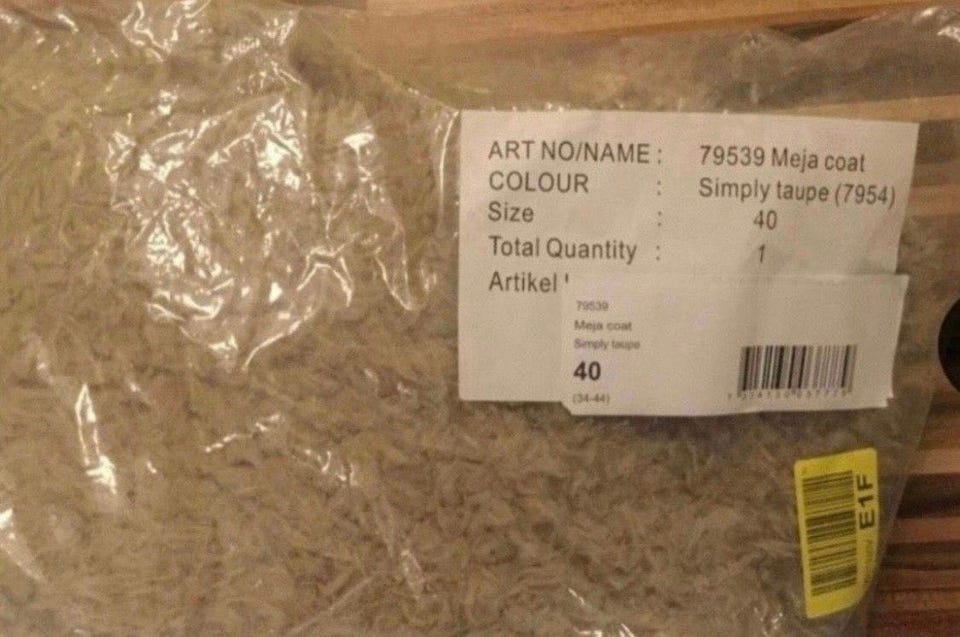 ART NO/NAME : 79539 Meja coat
COLOUR : Simply taupe (7954)
Size : 40
Total Quantity : 1
Artikel
79539
Meja coat
Simply taupe
40
(34-44)
E1F